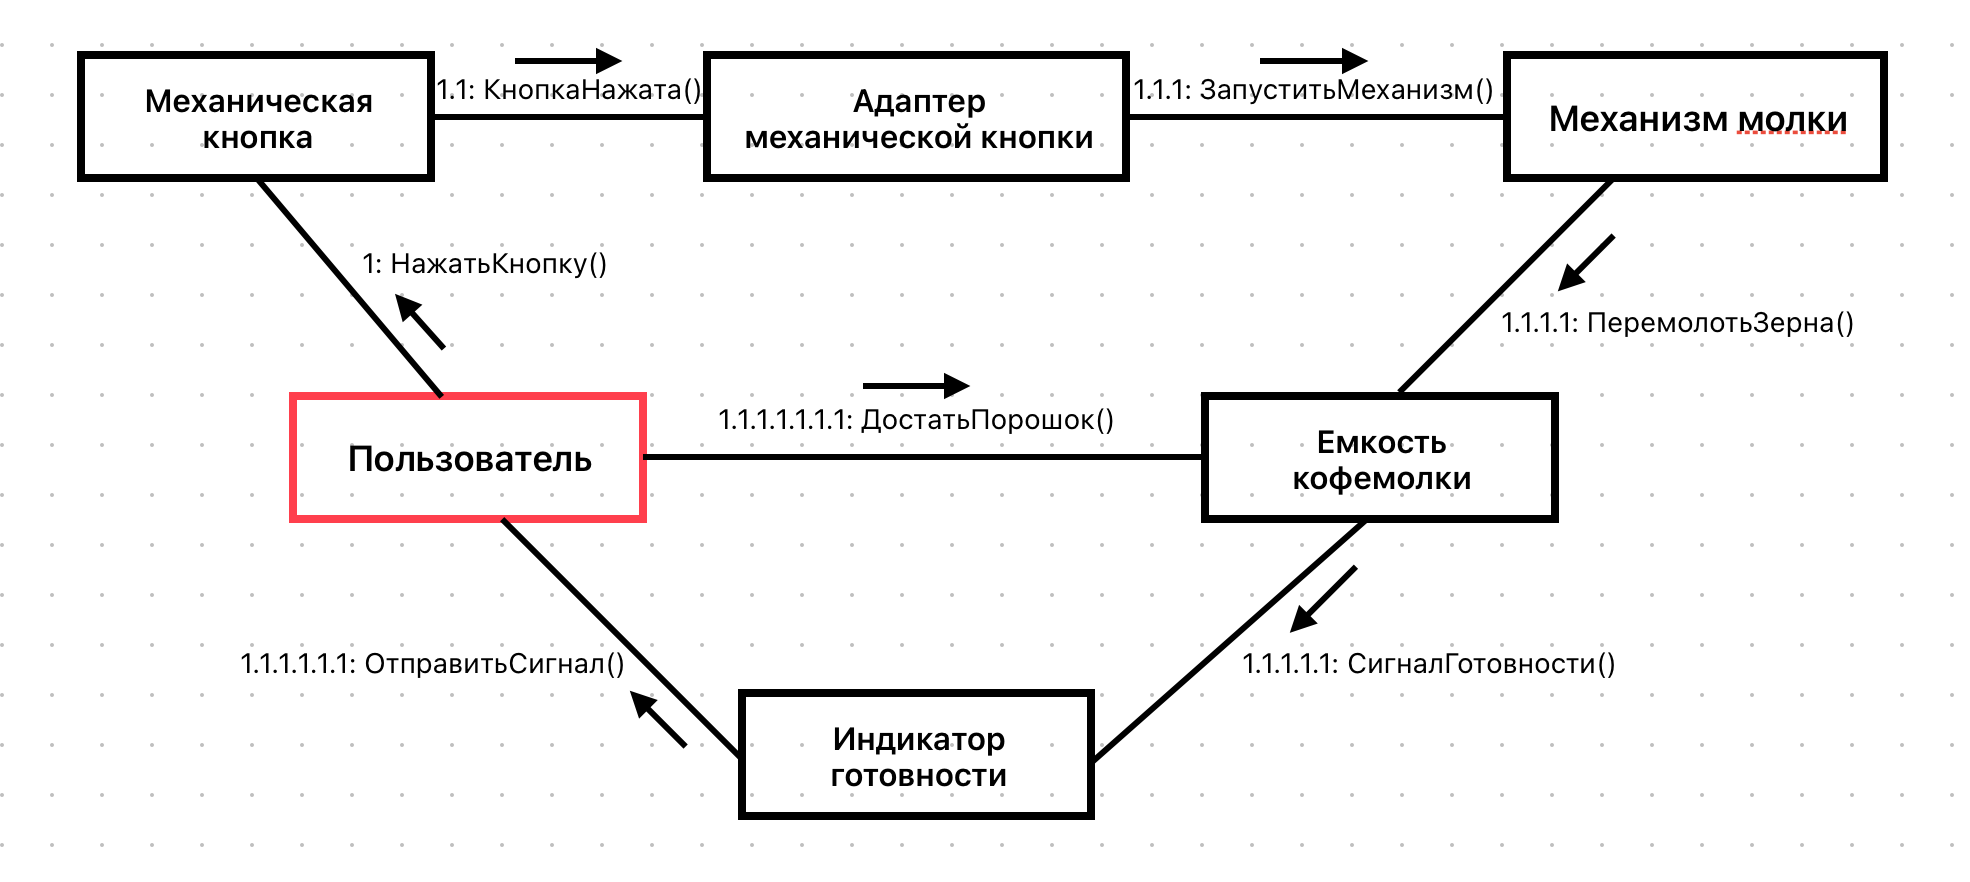 Механическая
кнопка
1.1: КнопкаНажата()
Адаптер
механической кнопки
1.1.1: ЗапуститьМеханизм()
Механизм молки
1: НажатьКнопку()
1.1.1.1: ПеремолотьЗерна()
Пользователь
1.1.1.1.1.1.1: ДостатьПорошок()
Емкость
кофемолки
1.1.1.1.1.1: ОтправитьСигнал()
1.1.1.1.1: СигналГотовности()
Индикатор
готовности